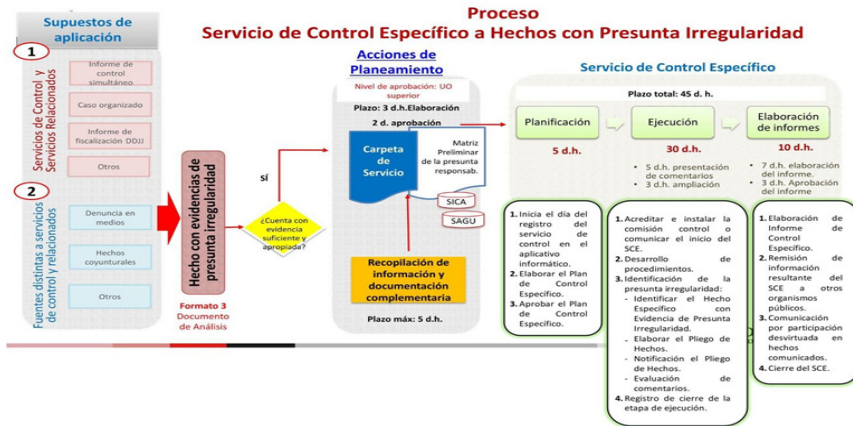 Proceso
Servicio de Control Específico a Hechos con Presunta Irregularidad
Supuestos de
aplicación
1
Servicios de Control y
Servicios Relacionados
Informe de
control
simultáneo
Caso organizado
Informe de
fiscalización DDJJ
Otros
2
Fuentes distintas a servicios
de control y relacionados
Denuncia en
medios
Hechos
coyunturales
Otros
Hecho con evidencias de
presunta irregularidad
Formato 3
Documento
de Análisis
SÍ
¿Cuenta con
evidencia
suficiente y
apropiada?
Acciones de
Planeamiento
Nivel de aprobación: UO
superior
Plazo: 3 d.h.Elaboración
2 d. aprobación
Carpeta
de
Servicio
Matriz
Preliminar
de la presunta
responsab.
SICA
SAGU
Recopilación de
información y
documentación
complementaria
Plazo máx: 5 d.h.
Servicio de Control Específico
Plazo total: 45 d. h.
Planificación
5 d.h.
Ejecución
30 d.h.
• 5 d.h. presentación
de comentarios
• 3 d.h. ampliación
Elaboración
de informes
10 d.h.
• 7 d.h. elaboración
del informe.
• 3 d.h. Aprobación
del informe
1. Inicia el día del
registro del
servicio de
control en el
aplicativo
informático.
2. Elaborar el Plan
de Control
Específico.
3. Aprobar el Plan
de Control
Específico.
1. Acreditar e instalar la
comisión control o
comunicar el inicio del
SCE.
2. Desarrollo de
procedimientos.
3. Identificación de la
presunta irregularidad:
- Identificar el Hecho
Específico con
Evidencia de Presunta
Irregularidad.
- Elaborar el Pliego de
Hechos.
- Notificación el Pliego
de Hechos.
- Evaluación de
comentarios.
4. Registro de cierre de la
etapa de ejecución.
1. Elaboración de
Informe de
Control
Específico.
2. Remisión de
información
resultante del
SCE a otros
organismos
públicos.
3. Comunicación
por participación
desvirtuada en
hechos
comunicados.
4. Cierre del SCE.